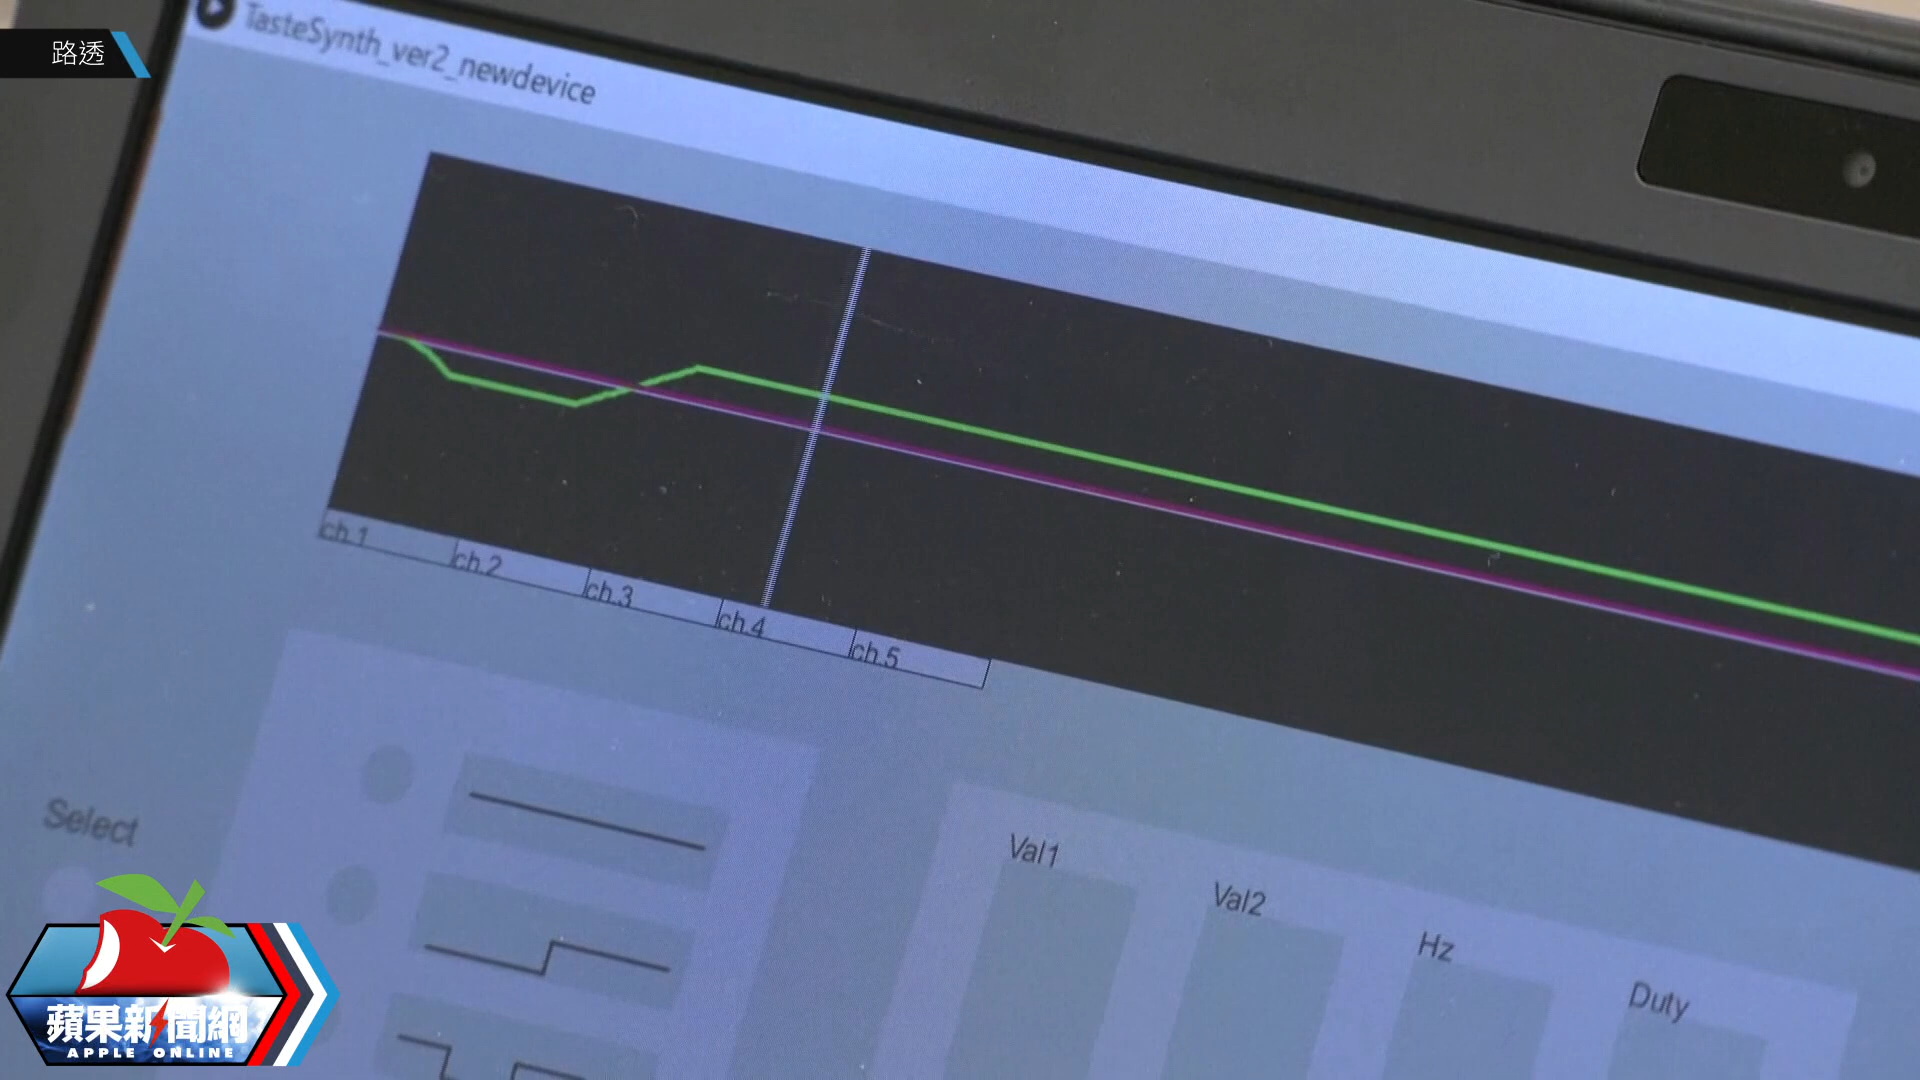 路透
TasteSynth_ver2_newdevice
ch.1
ch.2
ch.3
ch.4
ch.5
Select
Val1
Val2
Hz
Duty
蘋果新聞網
APPLE ONLINE